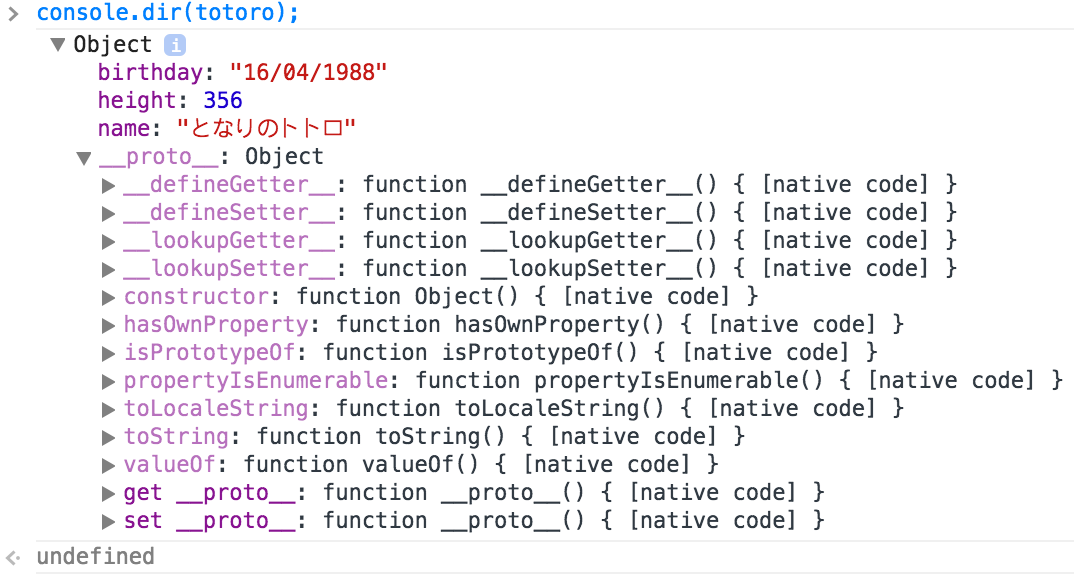 console.dir(totoro);
Object i
birthday: "16/04/1988"
height: 356
name: "となりのトトロ"
__proto__: Object
__defineGetter__: function __defineGetter__() { [native code] }
__defineSetter__: function __defineSetter__() { [native code] }
__lookupGetter__: function __lookupGetter__() { [native code] }
__lookupSetter__: function __lookupSetter__() { [native code] }
constructor: function Object() { [native code] }
hasOwnProperty: function hasOwnProperty() { [native code] }
isPrototypeOf: function isPrototypeOf() { [native code] }
propertyIsEnumerable: function propertyIsEnumerable() { [native code] }
toLocaleString: function toLocaleString() { [native code] }
toString: function toString() { [native code] }
valueOf: function valueOf() { [native code] }
get __proto__: function __proto__() { [native code] }
set __proto__: function __proto__() { [native code] }
undefined